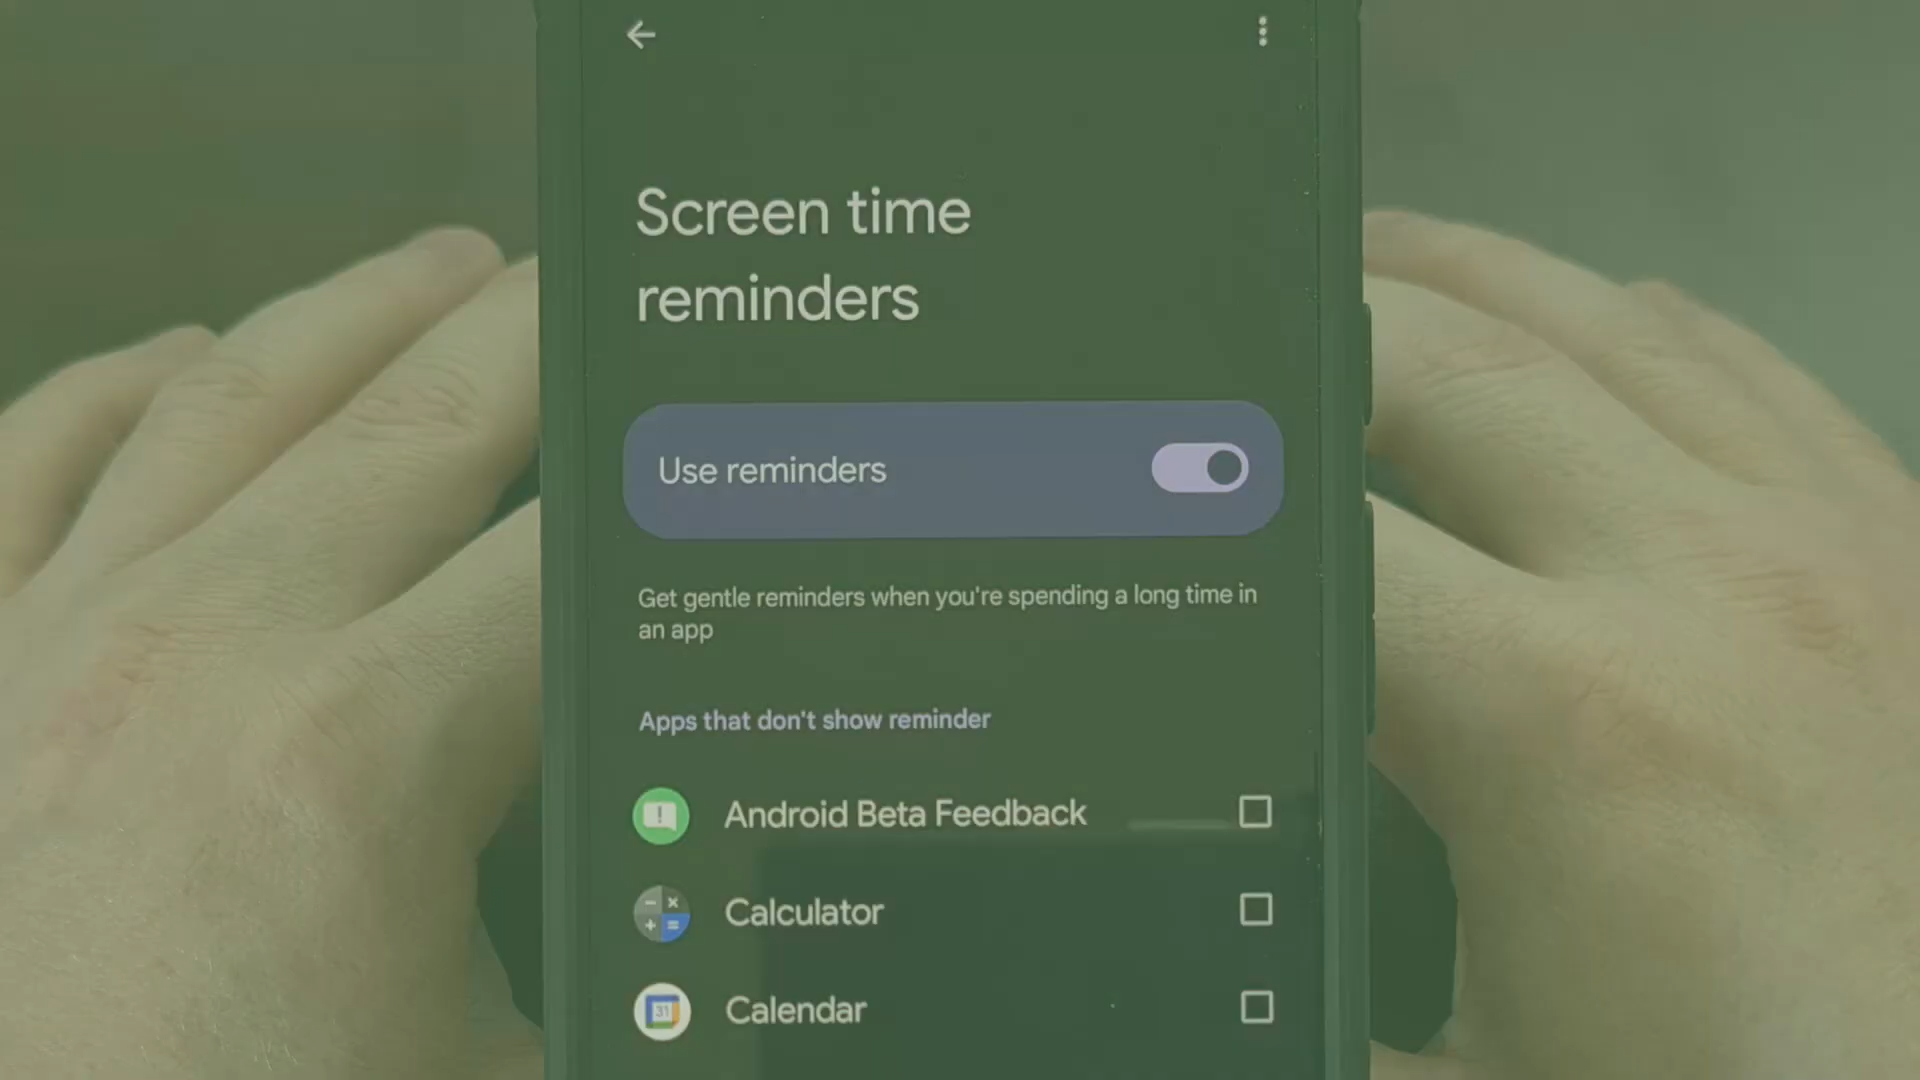 Screen time
reminders
Use reminders
Get gentle reminders when you're spending a long time in
an app
Apps that don't show reminder
Android Beta Feedback
Calculator
31
Calendar